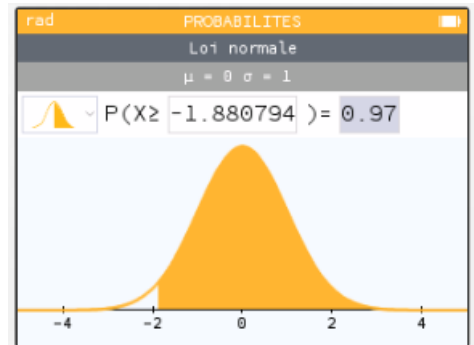 rad PROBABILITES
Loi normale
μ = 0 σ = 1
P(X≥ -1.880794 )= 0.97
-4 -2 0 2 4